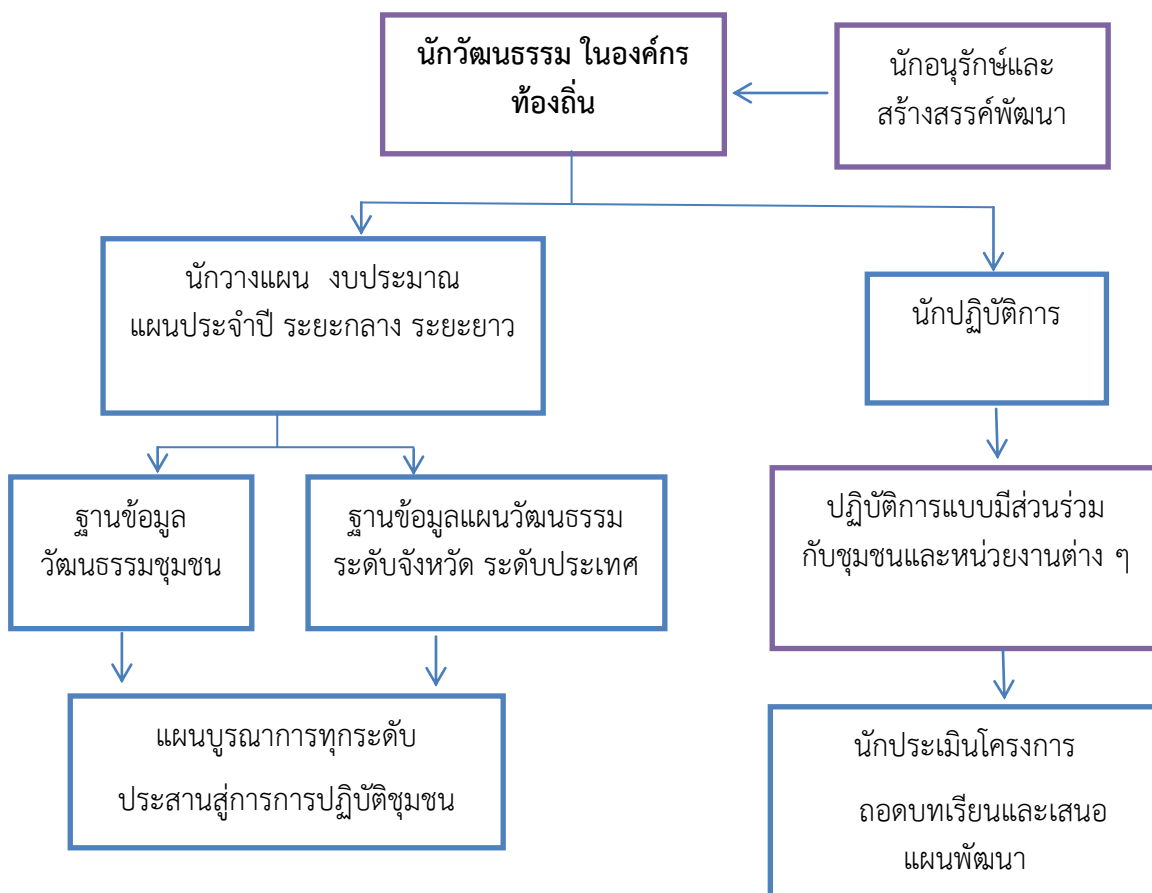 นักวัฒนธรรม ในองค์กร
ท้องถิ่น
นักอนุรักษ์และ
สร้างสรรค์พัฒนา
นักวางแผน งบประมาณ
แผนประจำปี ระยะกลาง ระยะยาว
นักปฏิบัติการ
ฐานข้อมูล
วัฒนธรรมชุมชน
ฐานข้อมูลแผนวัฒนธรรม
ระดับจังหวัด ระดับประเทศ
ปฏิบัติการแบบมีส่วนร่วม
กับชุมชนและหน่วยงานต่าง ๆ
แผนบูรณาการทุกระดับ
ประสานสู่การการปฏิบัติชุมชน
นักประเมินโครงการ
ถอดบทเรียนและเสนอ
แผนพัฒนา